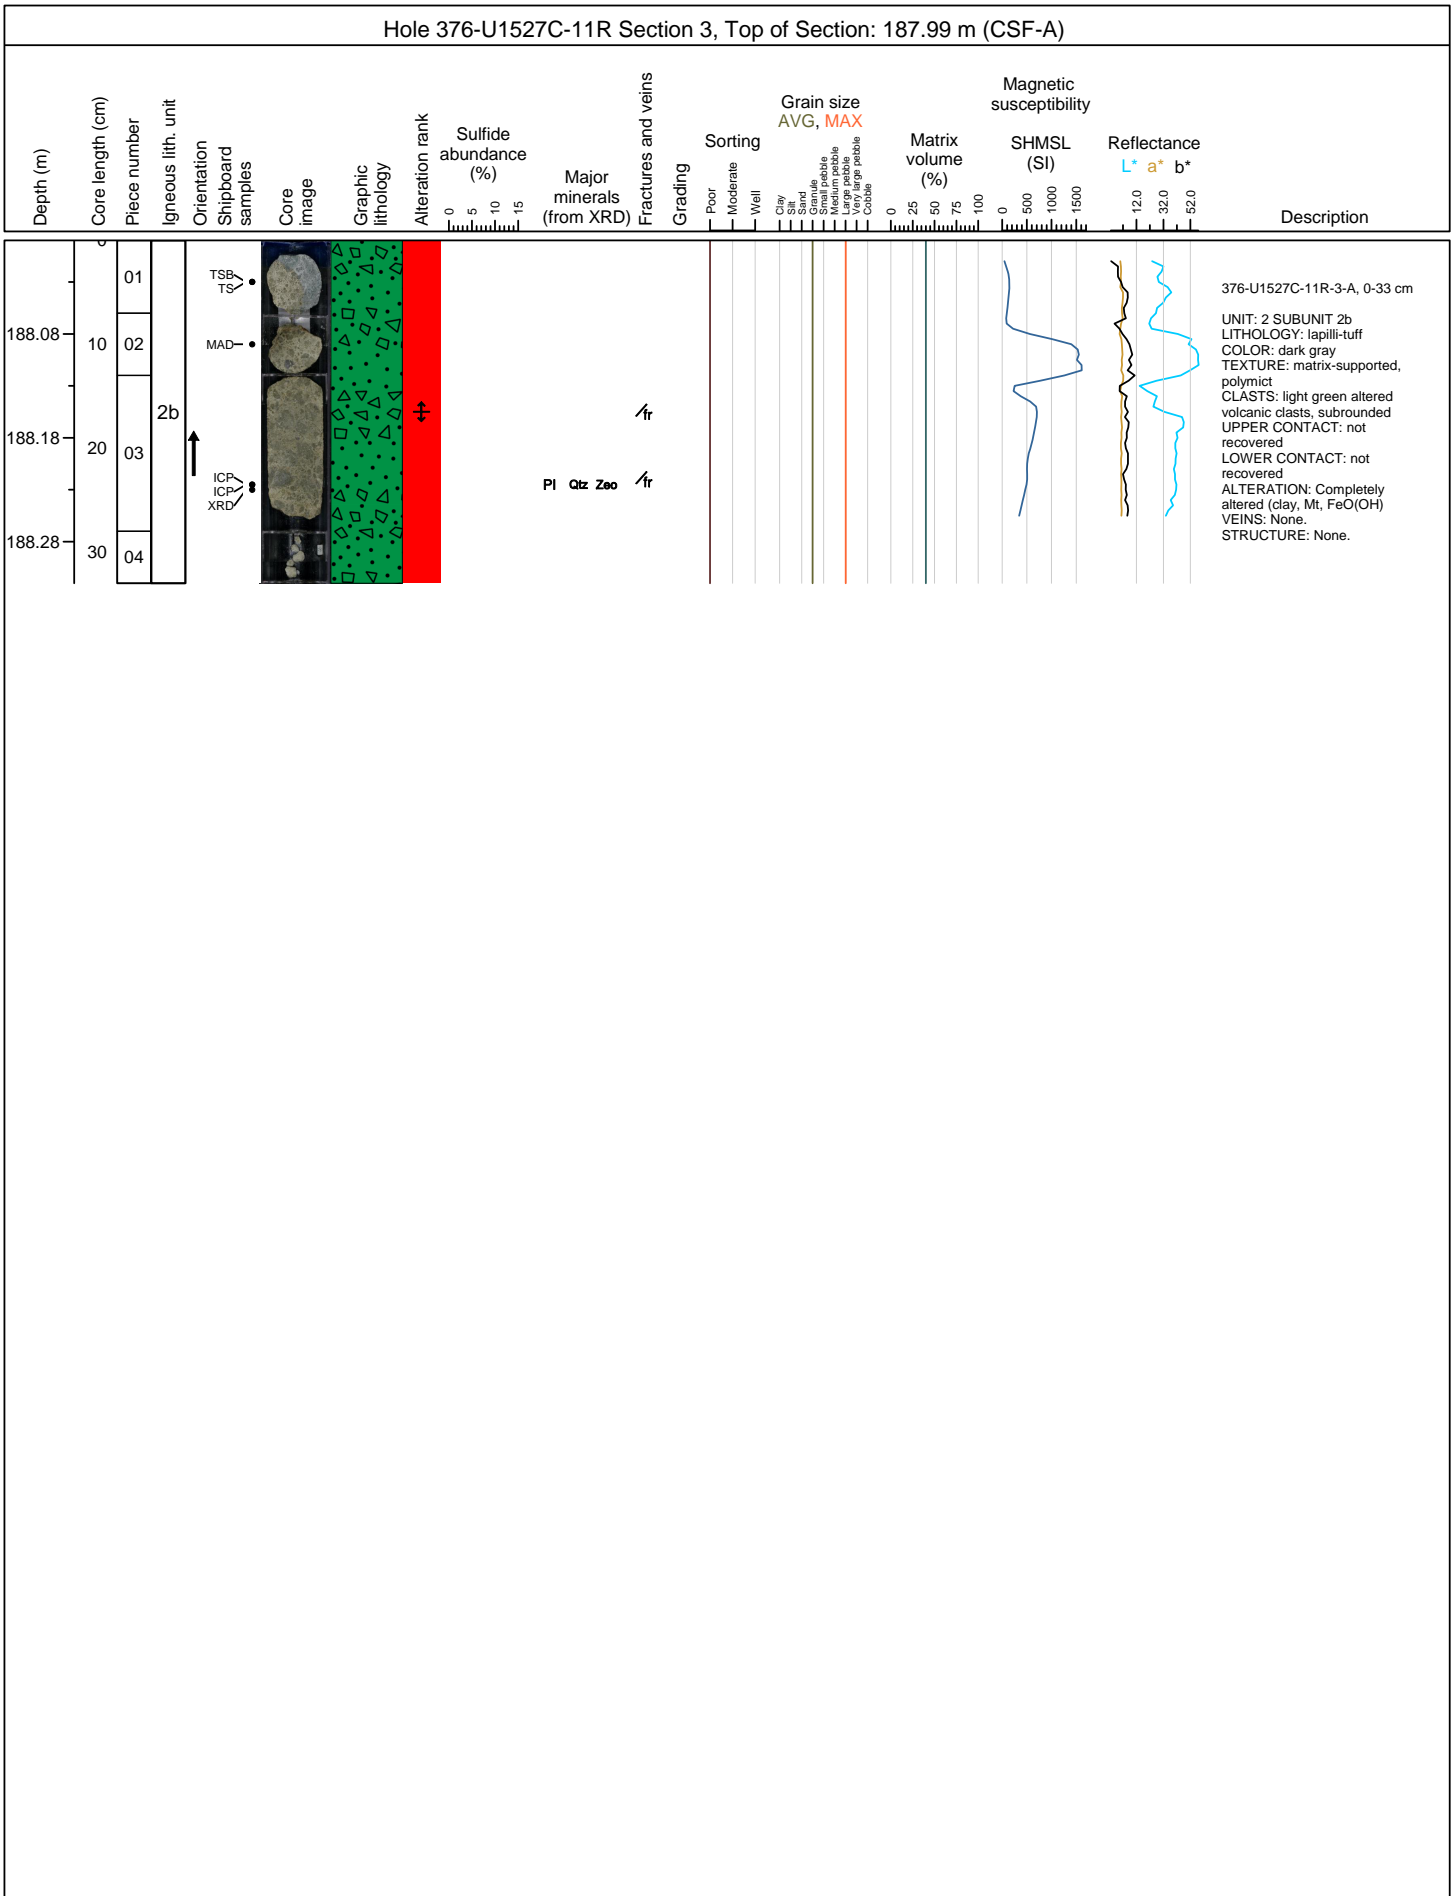 Hole 376-U1527C-11R Section 3, Top of Section: 187.99 m (CSF-A)
Depth (m)
Core length (cm)
Piece number
Igneous lith. unit
Orientation
Shipboard
samples
Core
image
Graphic
lithology
Alteration rank
Sulfide
abundance
(%)
0 5 10 15
Major
minerals
(from XRD)
Fractures and veins
Grading
Sorting
Poor
Moderate
Well
Grain size
AVG, MAX
Clay
Silt
Sand
Granule
Small pebble
Medium pebble
Large pebble
Very large pebble
Cobble
Matrix
volume
(%)
0 25 50 75 100
Magnetic
susceptibility
SHMSL
(SI)
0 500 1000 1500
Reflectance
L* a* b*
12.0 32.0 52.0
Description
0
188.08
188.18
188.28
10
20
30
01
02
03
04
2b
TSB
TS
MAD
ICP
ICP
XRD
Pl Qtz Zeo
fr
fr
376-U1527C-11R-3-A, 0-33 cm
UNIT: 2 SUBUNIT 2b
LITHOLOGY: lapilli-tuff
COLOR: dark gray
TEXTURE: matrix-supported,
polymict
CLASTS: light green altered
volcanic clasts, subrounded
UPPER CONTACT: not
recovered
LOWER CONTACT: not
recovered
ALTERATION: Completely
altered (clay, Mt, FeO(OH)
VEINS: None.
STRUCTURE: None.